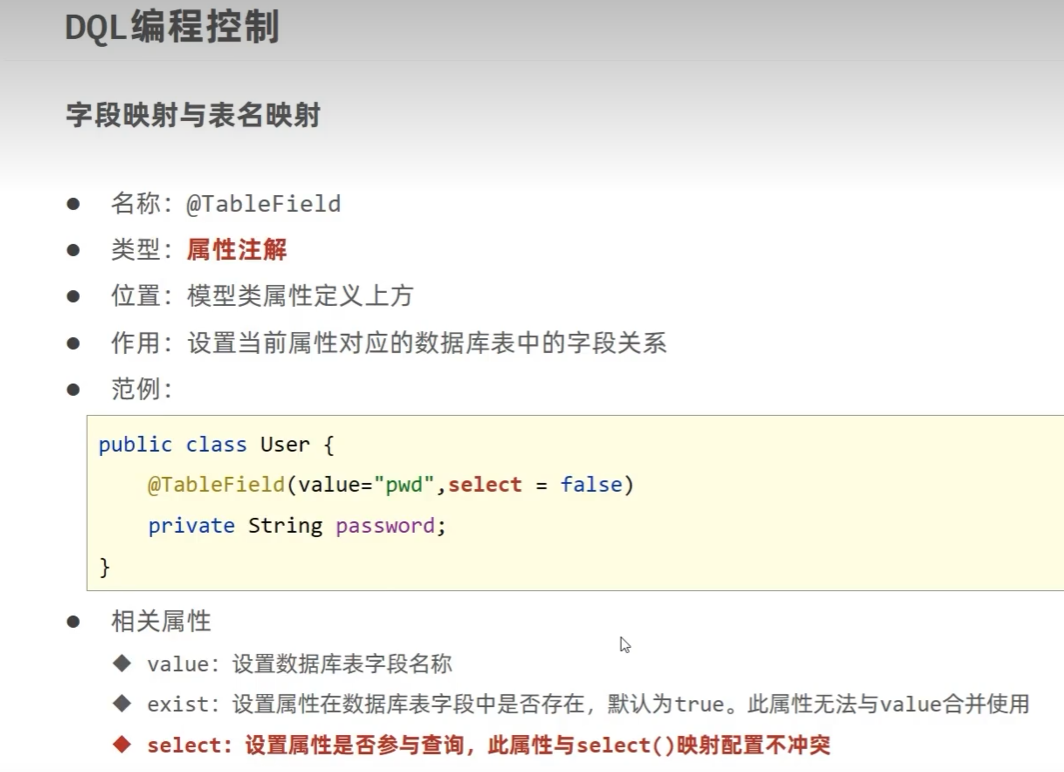 DQL编程控制
字段映射与表名映射
● 名称：@TableField
● 类型：属性注解
● 位置：模型类属性定义上方
● 作用：设置当前属性对应的数据库表中的字段关系
● 范例：
public class User {
    @TableField(value="pwd",select = false)
    private String password;
}
● 相关属性
◆ value：设置数据库表字段名称
◆ exist：设置属性在数据库表字段中是否存在，默认为true。此属性无法与value合并使用
◆ select：设置属性是否参与查询，此属性与select()映射配置不冲突